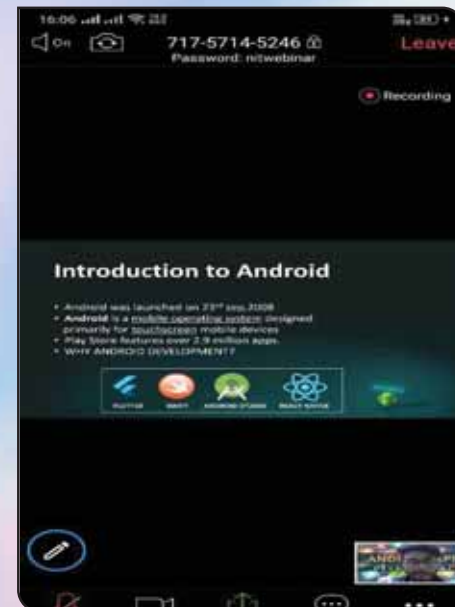 16:06
On
717-5714-5246
Leave
Password: nitwebinar
Recording
Introduction to Android
• Android was launched on 23rd sep,2008
• Android is a mobile operating system designed
primarily for touchscreen mobile devices
• Play Store features over 2.9 million apps.
• WHY ANDROID DEVELOPMENT?
FLUTTER SWIFT ANDROID STUDIO REACT NATIVE